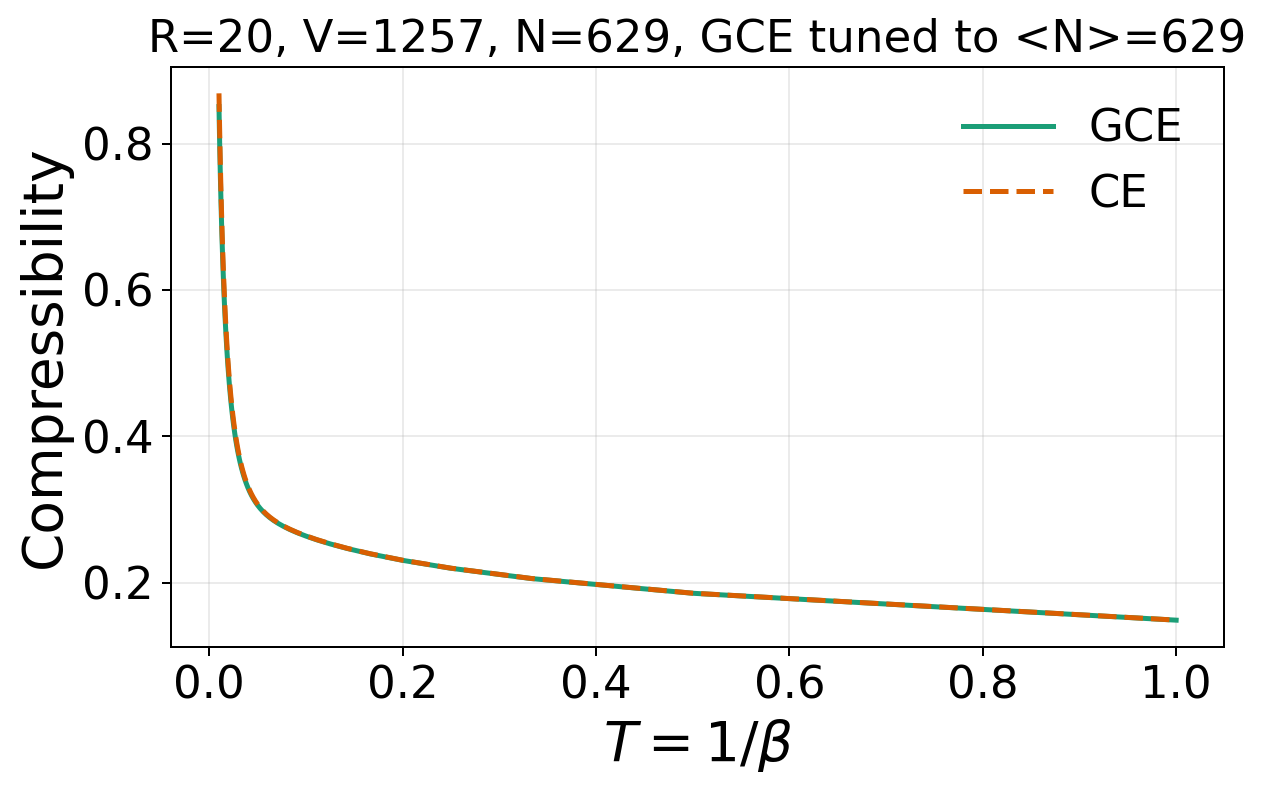 R=20, V=1257, N=629, GCE tuned to <N>=629
Compressibility
0.8
0.6
0.4
0.2
GCE
CE
0.0 0.2 0.4 0.6 0.8 1.0
T = 1/β